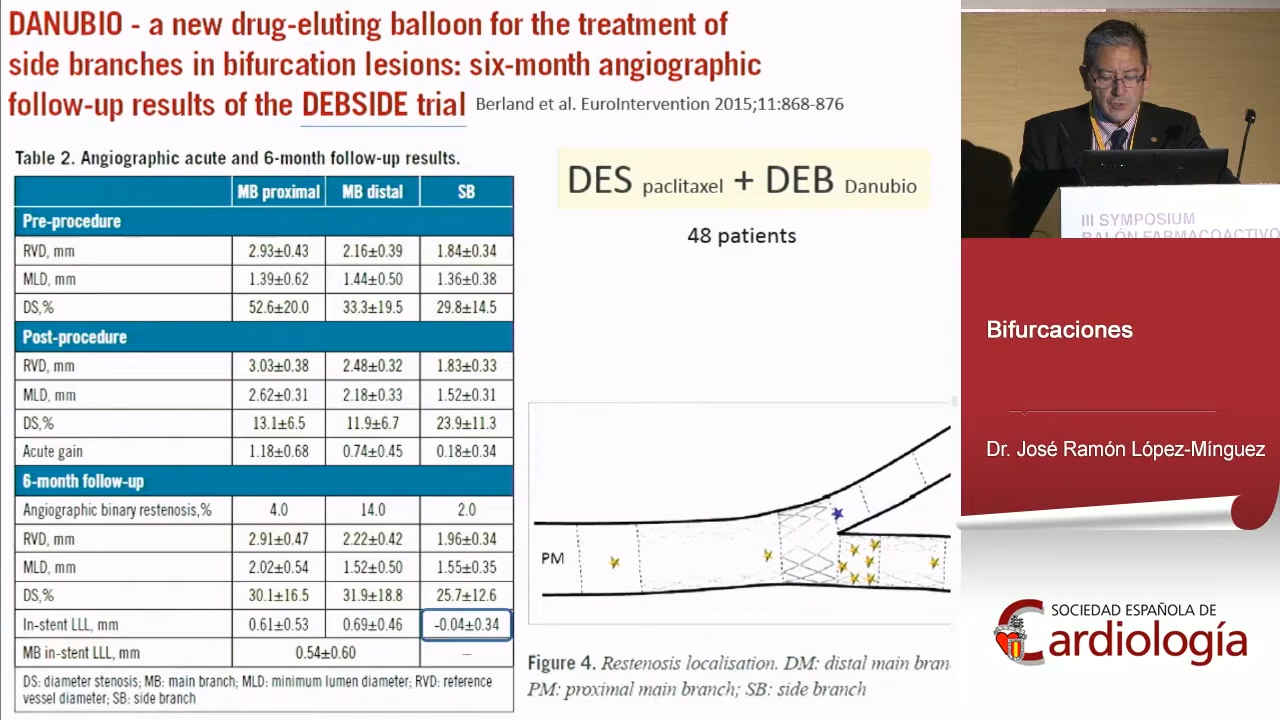 DANUBIO - a new drug-eluting balloon for the treatment of
side branches in bifurcation lesions: six-month angiographic
follow-up results of the DEBSIDE trial Berland et al. EuroIntervention 2015;11:868-876
Table 2. Angiographic acute and 6-month follow-up results.
MB proximal MB distal SB
Pre-procedure
RVD, mm 2.93±0.43 2.16±0.39 1.84±0.34
MLD, mm 1.39±0.62 1.44±0.50 1.36±0.38
DS,% 52.6±20.0 33.3±19.5 29.8±14.5
Post-procedure
RVD, mm 3.03±0.38 2.48±0.32 1.83±0.33
MLD, mm 2.62±0.31 2.18±0.33 1.52±0.31
DS,% 13.1±6.5 11.9±6.7 23.9±11.3
Acute gain 1.18±0.68 0.74±0.45 0.18±0.34
6-month follow-up
Angiographic binary restenosis,% 4.0 14.0 2.0
RVD, mm 2.91±0.47 2.22±0.42 1.96±0.34
MLD, mm 2.02±0.54 1.52±0.50 1.55±0.35
DS,% 30.1±16.5 31.9±18.8 25.7±12.6
In-stent LLL, mm 0.61±0.53 0.69±0.46 -0.04±0.34
MB in-stent LLL, mm 0.54±0.60 –
DS: diameter stenosis; MB: main branch; MLD: minimum lumen diameter; RVD: reference
vessel diameter; SB: side branch
DES paclitaxel + DEB Danubio
48 patients
PM
Figure 4. Restenosis localisation. DM: distal main bran
PM: proximal main branch; SB: side branch
III SYMPOSIUM
BALÓN FARMACOACTIVO
Bifurcaciones
Dr. José Ramón López-Mínguez
SOCIEDAD ESPAÑOLA DE
Cardiología